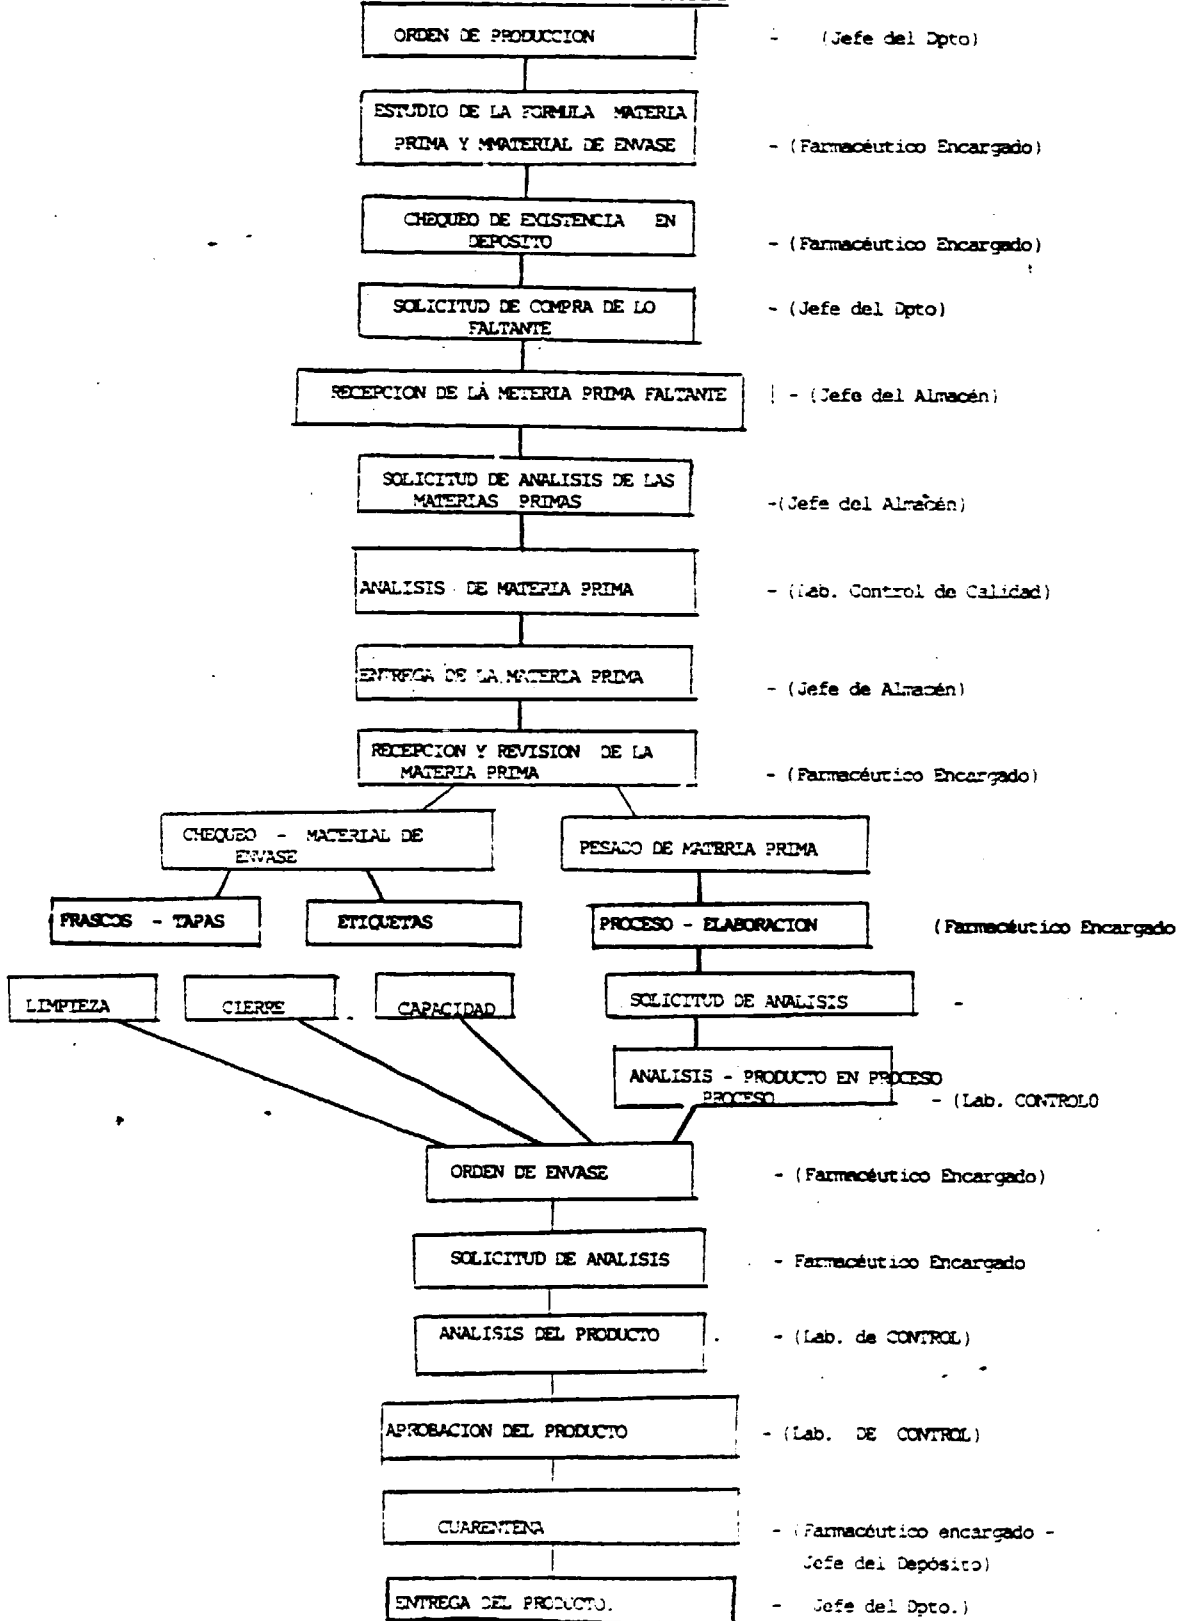 ORDEN DE PRODUCCION - (Jefe del Dpto)
ESTUDIO DE LA FORMULA MATERIA
PRIMA Y MMATERIAL DE ENVASE - (Farmacéutico Encargado)
CHEQUEO DE EXISTENCIA EN
DEPOSITO - (Farmacéutico Encargado)
SOLICITUD DE COMPRA DE LO - (Jefe del Dpto)
FALTANTE
RECEPCION DE LA METERIA PRIMA FALTANTE - (Jefe del Almacén)
SOLICITUD DE ANALISIS DE LAS
MATERIAS PRIMAS -(Jefe del Almacén)
ANALISIS DE MATERIA PRIMA - (Lab. Control de Calidad)
ENTREGA DE LA MATERIA PRIMA - (Jefe de Almacén)
RECEPCION Y REVISION DE LA
MATERIA PRIMA - (Farmacéutico Encargado)
CHEQUEO - MATERIAL DE
ENVASE
PESADO DE MATERIA PRIMA
FRASCOS - TAPAS
ETIQUETAS
PROCESO - ELABORACION (Farmacéutico Encargado
LIMPIEZA
CIERRE
CAPACIDAD
SOLICITUD DE ANALISIS -
ANALISIS - PRODUCTO EN PROCESO
PROCESO - (Lab. CONTROL0
ORDEN DE ENVASE - (Farmacéutico Encargado)
SOLICITUD DE ANALISIS - Farmacéutico Encargado
ANALISIS DEL PRODUCTO - (Lab. de CONTROL)
APROBACION DEL PRODUCTO - (Lab. DE CONTROL)
CUARENTENA - (Farmacéutico encargado -
Jefe del Depósito)
ENTREGA DEL PRODUCTO. - Jefe del Dpto.)